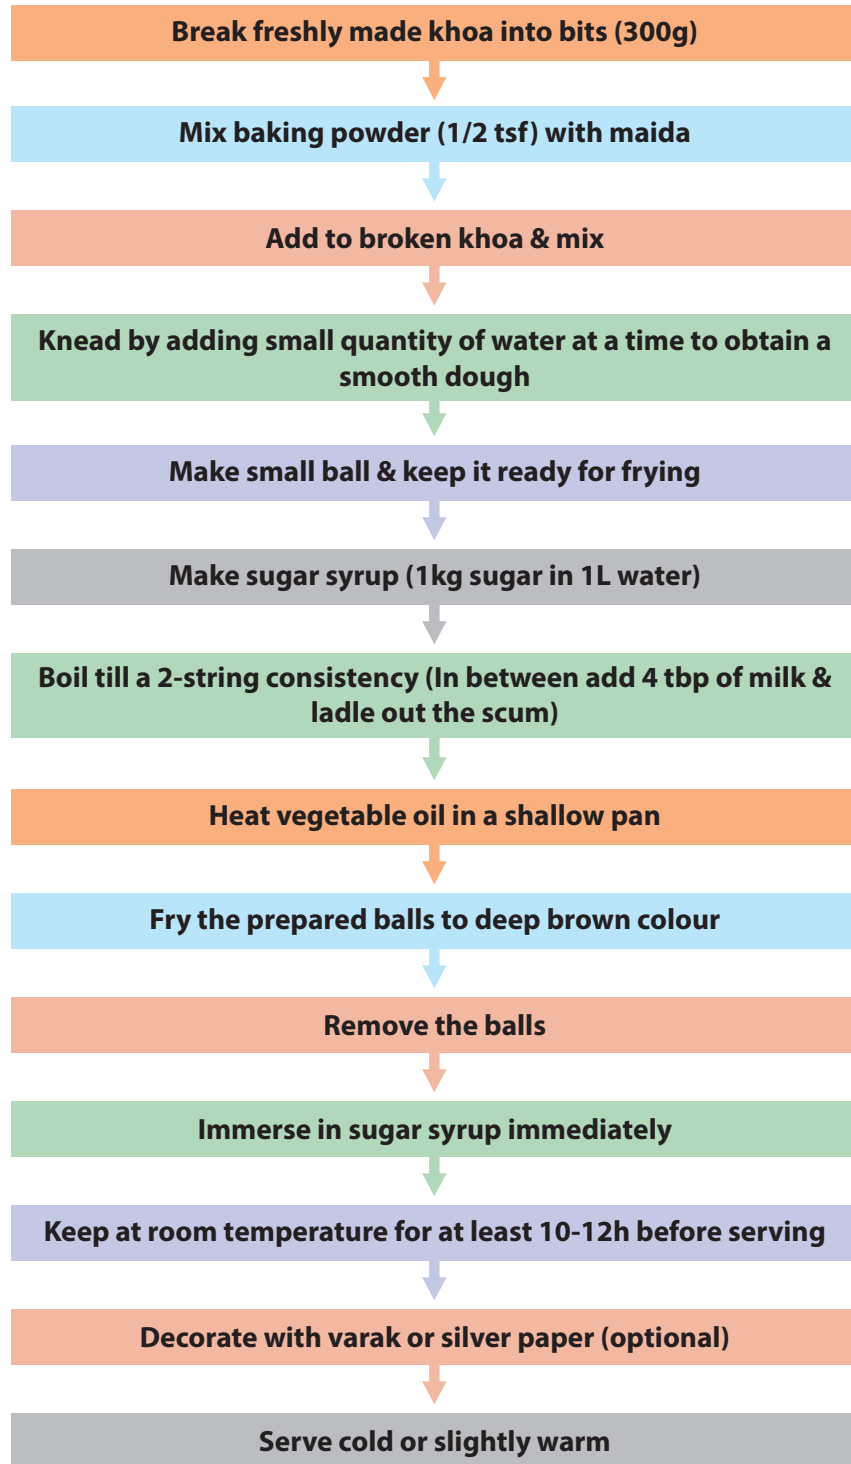 Break freshly made khoa into bits (300g)
Mix baking powder (1/2 tsf) with maida
Add to broken khoa & mix
Knead by adding small quantity of water at a time to obtain a
smooth dough
Make small ball & keep it ready for frying
Make sugar syrup (1kg sugar in 1L water)
Boil till a 2-string consistency (In between add 4 tbp of milk &
ladle out the scum)
Heat vegetable oil in a shallow pan
Fry the prepared balls to deep brown colour
Remove the balls
Immerse in sugar syrup immediately
Keep at room temperature for at least 10-12h before serving
Decorate with varak or silver paper (optional)
Serve cold or slightly warm